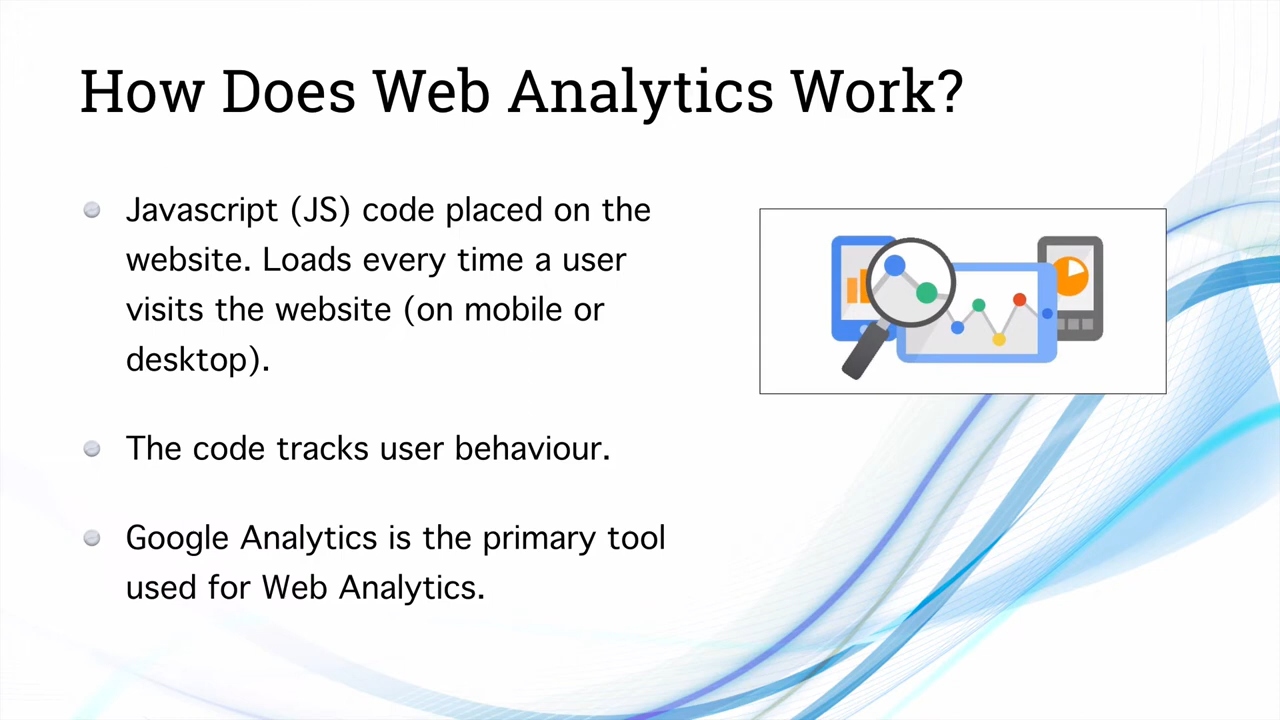 How Does Web Analytics Work?
Javascript (JS) code placed on the
website. Loads every time a user
visits the website (on mobile or
desktop).
The code tracks user behaviour.
Google Analytics is the primary tool
used for Web Analytics.